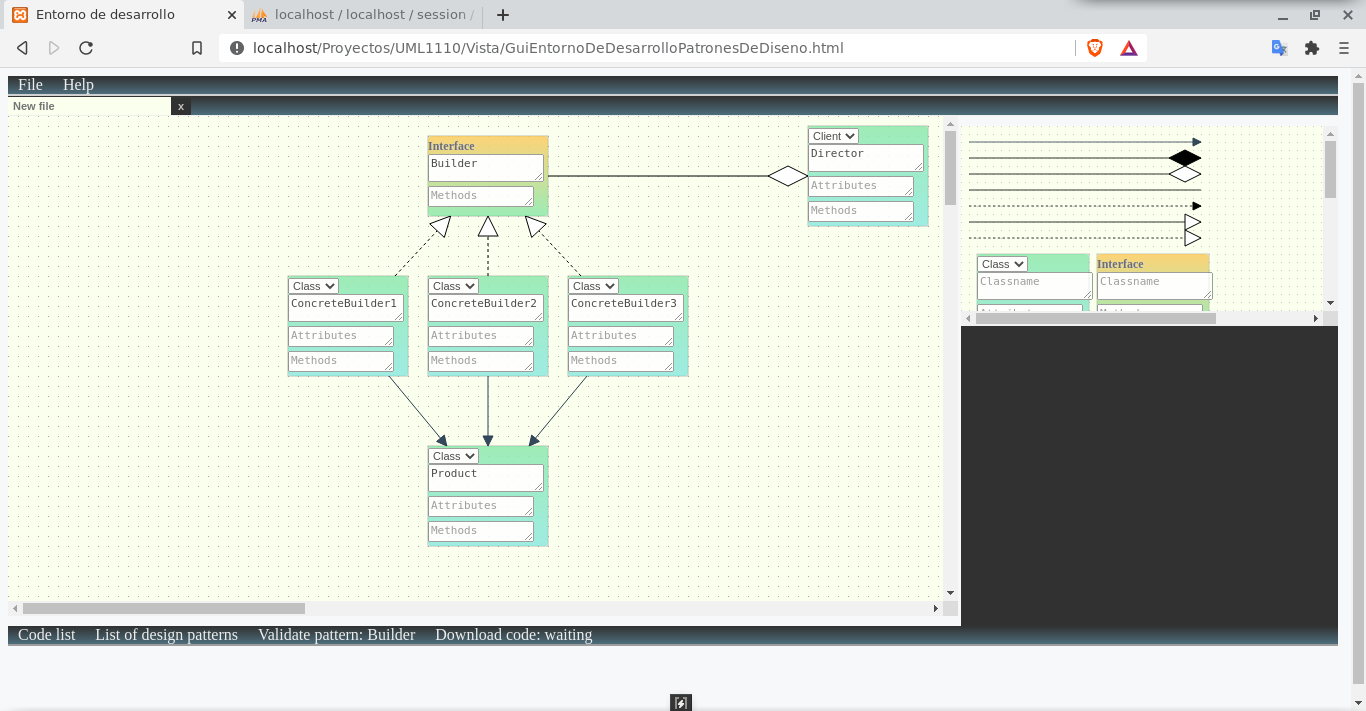 Entorno de desarrollo
localhost / localhost / session /
localhost/Proyectos/UML1110/Vista/GuiEntornoDeDesarrolloPatronesDeDiseno.html
File Help
New file x
Interface
Builder
Methods
Client
Director
Attributes
Methods
Class
ConcreteBuilder1
Attributes
Methods
Class
ConcreteBuilder2
Attributes
Methods
Class
ConcreteBuilder3
Attributes
Methods
Class
Product
Attributes
Methods
Class
Classname
Interface
Classname
Code list List of design patterns Validate pattern: Builder Download code: waiting